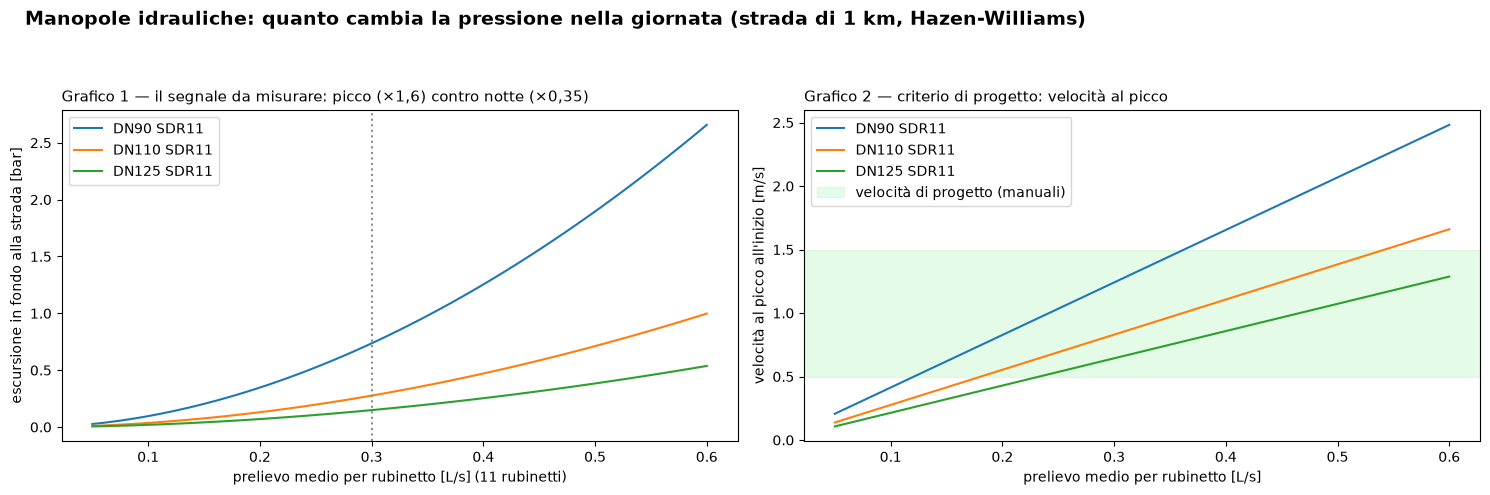 Manopole idrauliche: quanto cambia la pressione nella giornata (strada di 1 km, Hazen-Williams)
Grafico 1 — il segnale da misurare: picco (×1,6) contro notte (×0,35)
DN90 SDR11
DN110 SDR11
DN125 SDR11
escursione in fondo alla strada [bar]
2.5
2.0
1.5
1.0
0.5
0.0
0.1 0.2 0.3 0.4 0.5 0.6
prelievo medio per rubinetto [L/s] (11 rubinetti)
Grafico 2 — criterio di progetto: velocità al picco
DN90 SDR11
DN110 SDR11
DN125 SDR11
velocità di progetto (manuali)
velocità al picco all'inizio [m/s]
2.5
2.0
1.5
1.0
0.5
0.0
0.1 0.2 0.3 0.4 0.5 0.6
prelievo medio per rubinetto [L/s]